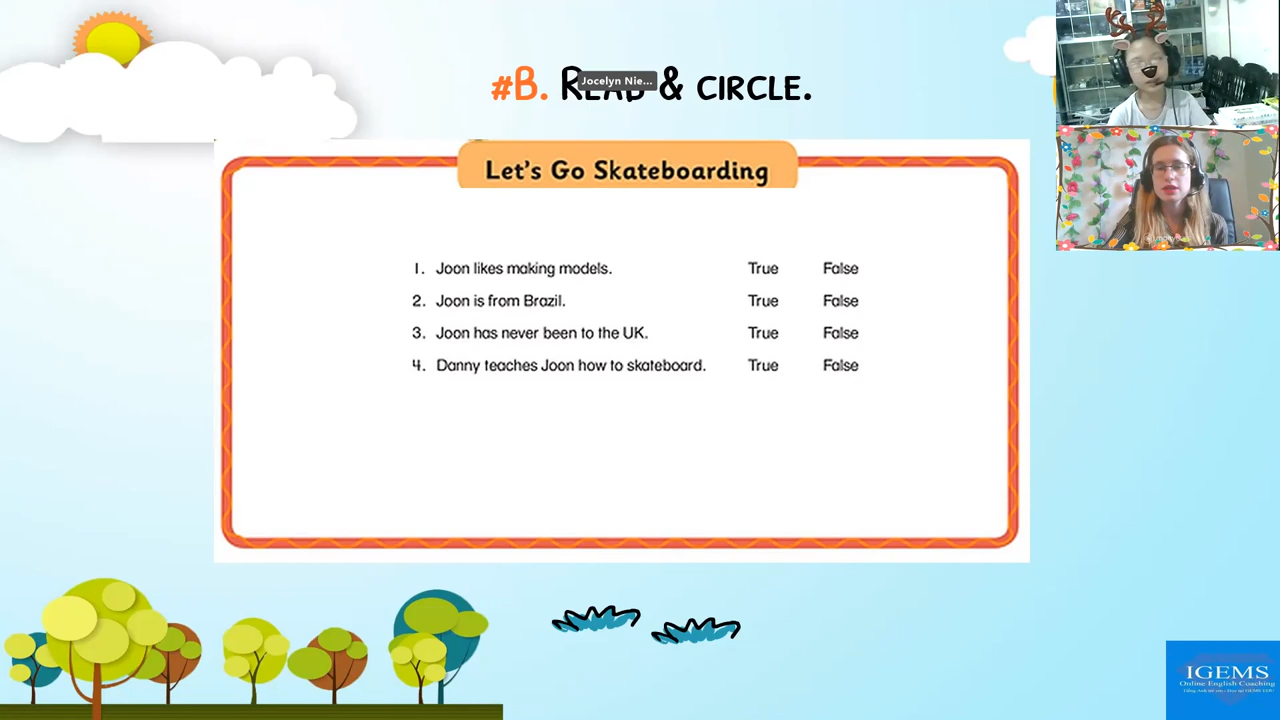 #B. READ & CIRCLE.
Jocelyn Nie...
Let's Go Skateboarding
1. Joon likes making models. True False
2. Joon is from Brazil. True False
3. Joon has never been to the UK. True False
4. Danny teaches Joon how to skateboard. True False
IGEMS
Online English Coaching